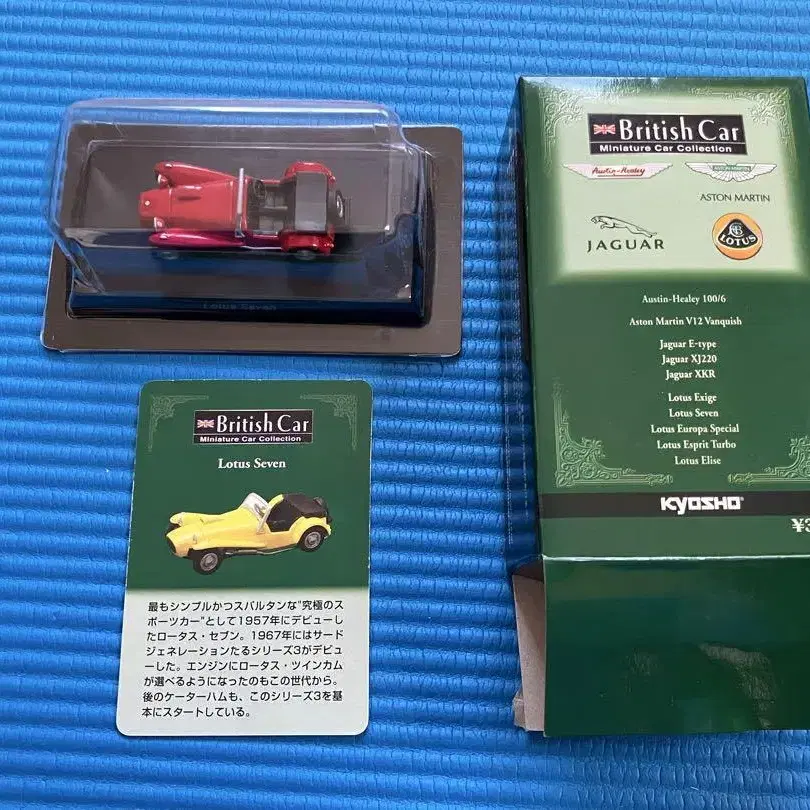 Lotus Seven
British Car
Miniature Car Collection
Lotus Seven
最もシンプルかつスパルタンな"究極のス
ポーツカー"として1957年にデビューし
たロータス・セブン。1967年にはサード
ジェネレーションたるシリーズ3がデビ
ューした。エンジンにロータス・ツインカム
が選べるようになったのもこの世代から。
後のケーターハムも、このシリーズ3を基
本にスタートしている。
British Car
Miniature Car Collection
Austin-Healey
ASTON MARTIN
ASTON MARTIN
JAGUAR
LOTUS
Austin-Healey 100/6
Aston Martin V12 Vanquish
Jaguar E-type
Jaguar XJ220
Jaguar XKR
Lotus Exige
Lotus Seven
Lotus Europa Special
Lotus Esprit Turbo
Lotus Elise
KYOSHO